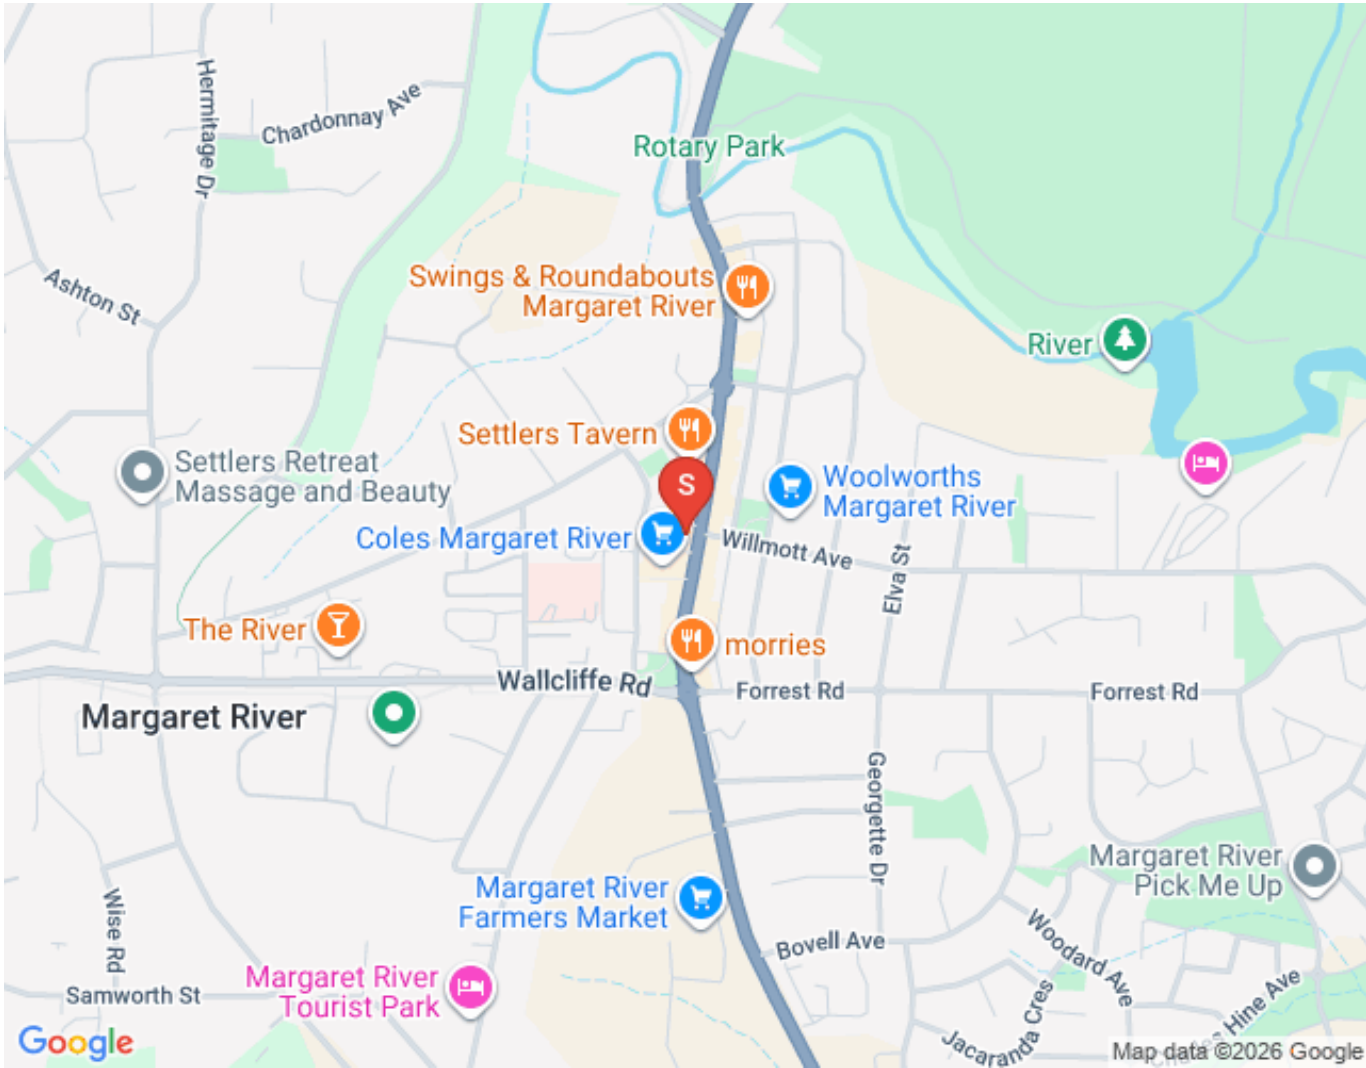 Hermitage Dr
Chardonnay Ave
Rotary Park
Ashton St
Swings & Roundabouts
Margaret River
River
Settlers Tavern
Settlers Retreat
Massage and Beauty
S
Woolworths
Margaret River
Coles Margaret River
Willmott Ave
Elva St
The River
morries
Wallcliffe Rd
Forrest Rd
Forrest Rd
Margaret River
Georgette Dr
Margaret River
Pick Me Up
Margaret River
Farmers Market
Wise Rd
Bovell Ave
Woodard Ave
Margaret River
Tourist Park
Samworth St
Jacaranda Cres
Hine Ave
Google
Map data ©2026 Google